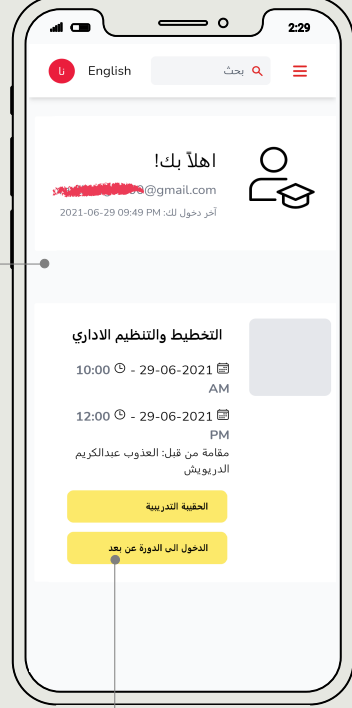 2:29
بحث
English
نا
اهلاً بك!
@gmail.com
آخر دخول لك: 2021-06-29 09:49 PM
التخطيط والتنظيم الاداري
29-06-2021 - 10:00
AM
29-06-2021 - 12:00
PM
مقامة من قبل: العذوب عبدالكريم
الدريويش
الحقيبة التدريبية
الدخول الى الدورة عن بعد